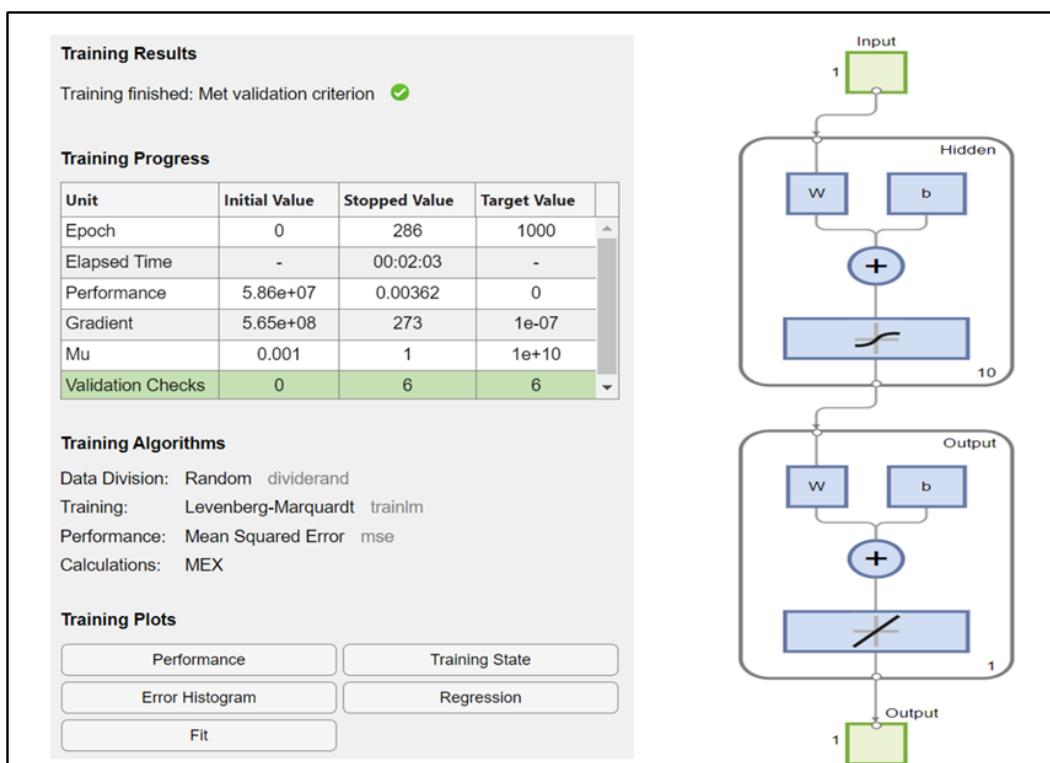 Training Results
Training finished: Met validation criterion
Training Progress
Unit Initial Value Stopped Value Target Value
Epoch 0 286 1000
Elapsed Time - 00:02:03 -
Performance 5.86e+07 0.00362 0
Gradient 5.65e+08 273 1e-07
Mu 0.001 1 1e+10
Validation Checks 0 6 6
Training Algorithms
Data Division: Random dividerand
Training: Levenberg-Marquardt trainlm
Performance: Mean Squared Error mse
Calculations: MEX
Training Plots
Performance Training State
Error Histogram Regression
Fit
Input
1
Hidden
W b
+
10
Output
W b
+
1
Output
1